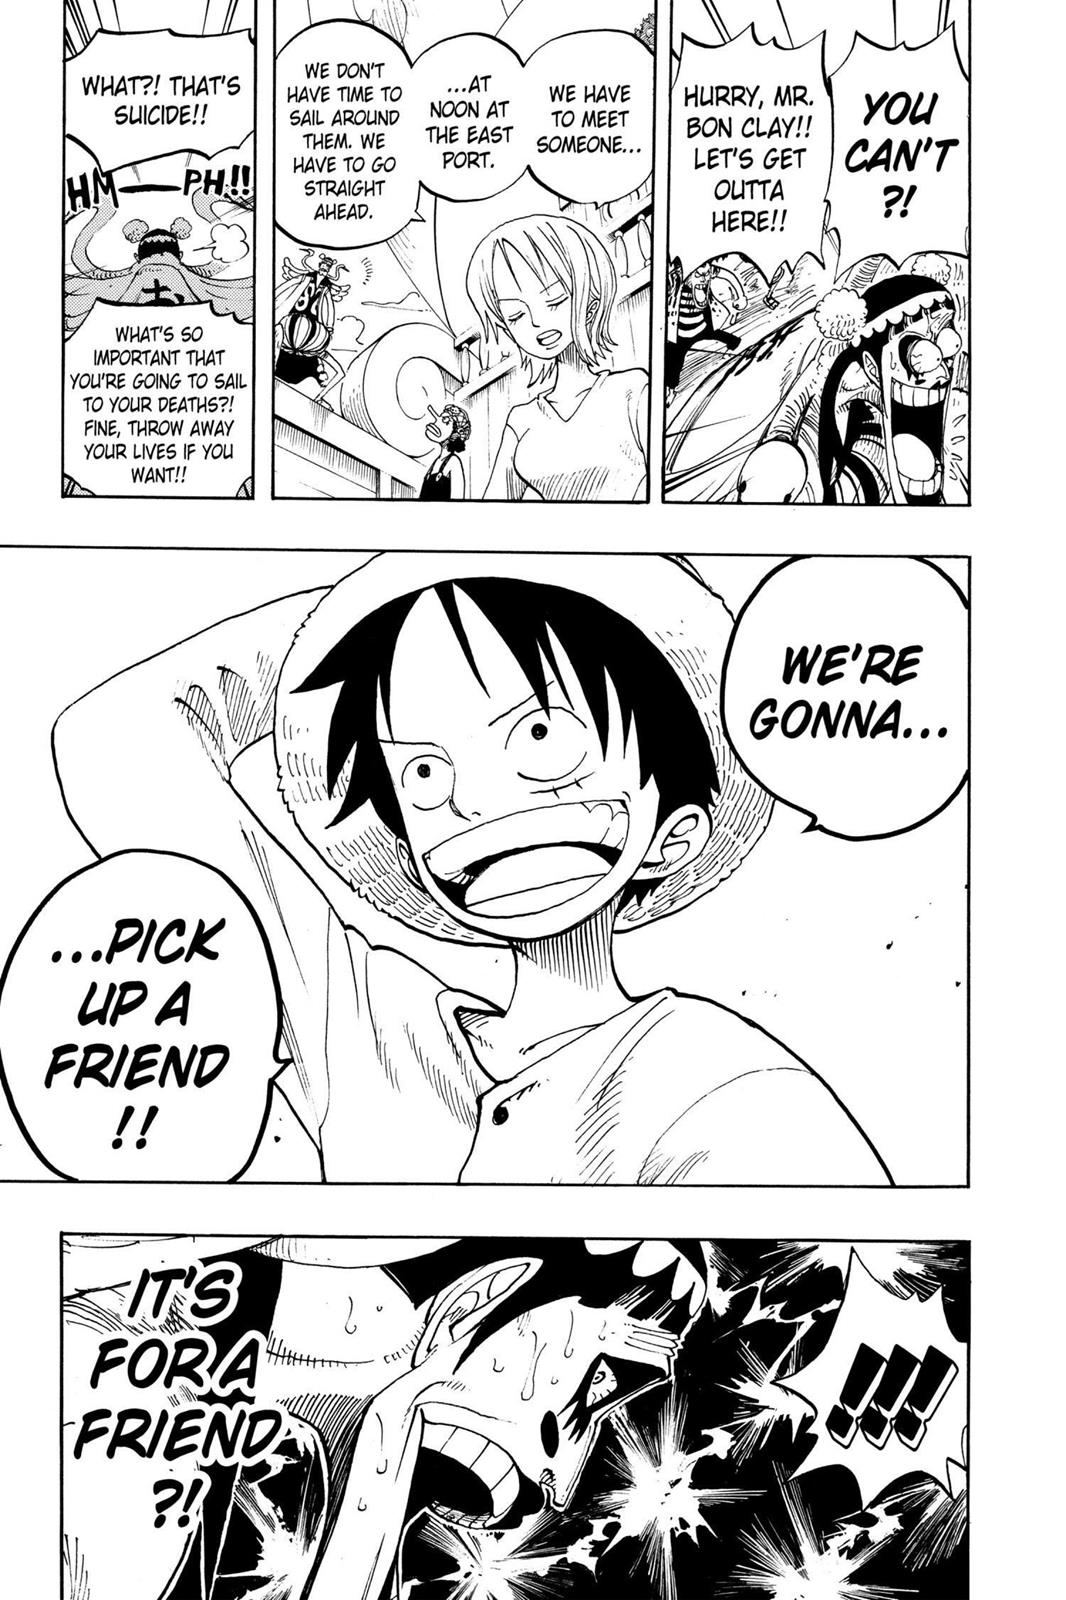 YOU
CAN'T
?!
HURRY, MR.
BON CLAY!!
LET'S GET
OUTTA
HERE!!
WE HAVE
TO MEET
SOMEONE...
...AT
NOON AT
THE EAST
PORT.
WE DON'T
HAVE TIME TO
SAIL AROUND
THEM. WE
HAVE TO GO
STRAIGHT
AHEAD.
WHAT?! THAT'S
SUICIDE!!
HM—PH!!
WHAT'S SO
IMPORTANT THAT
YOU'RE GOING TO SAIL
TO YOUR DEATHS?!
FINE, THROW AWAY
YOUR LIVES IF YOU
WANT!!
WE'RE
GONNA...
...PICK
UP A
FRIEND
!!
!!!
IT'S
FOR A
FRIEND
?!